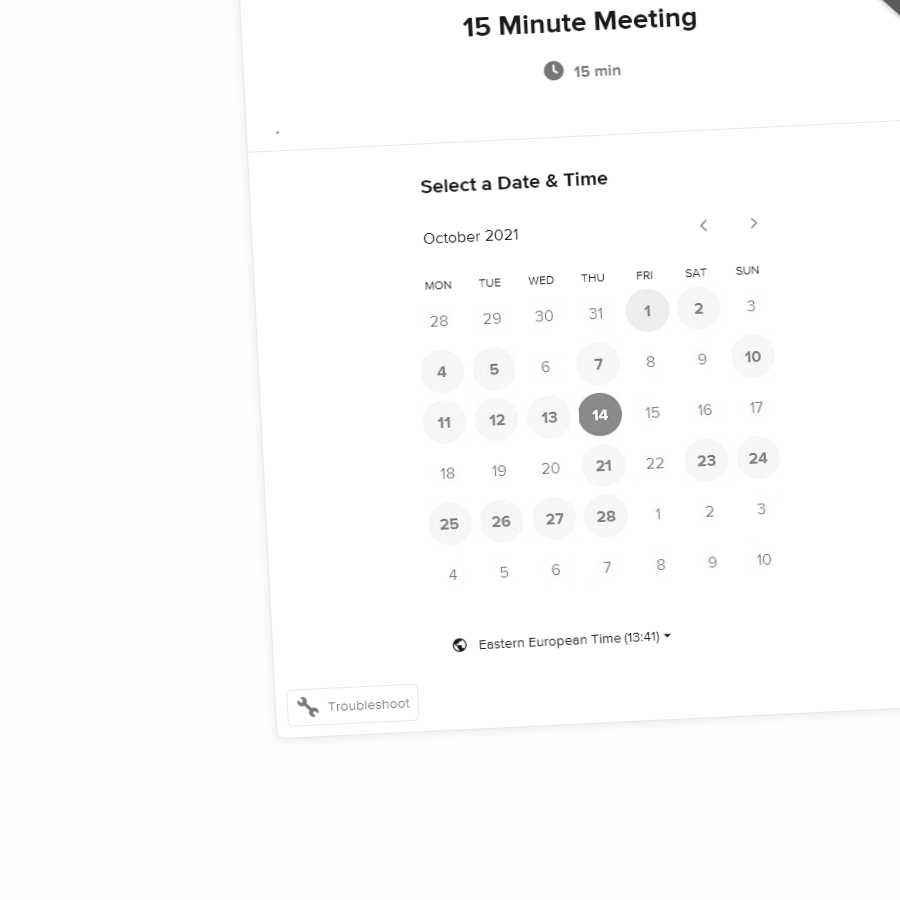 15 Minute Meeting
15 min
.
Select a Date & Time
October 2021
MON TUE WED THU FRI SAT SUN
28 29 30 31 1 2 3
4 5 6 7 8 9 10
11 12 13 14 15 16 17
18 19 20 21 22 23 24
25 26 27 28 1 2 3
4 5 6 7 8 9 10
Eastern European Time (13:41)
Troubleshoot